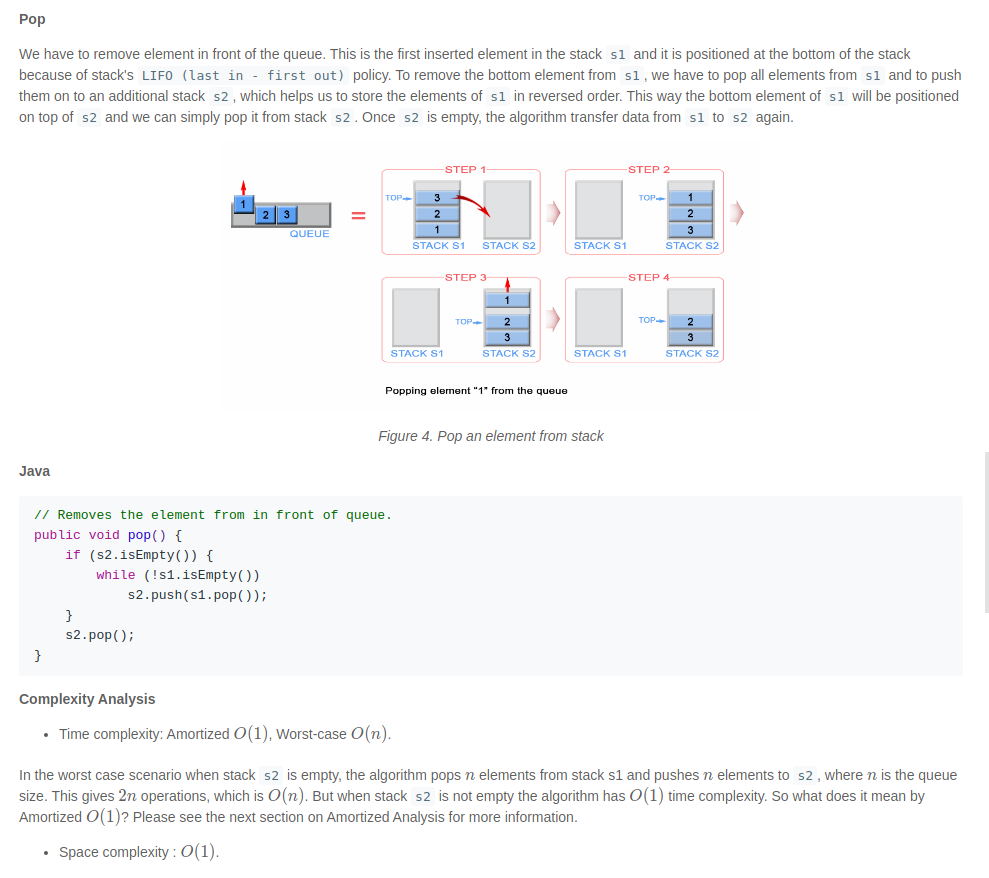 Pop
We have to remove element in front of the queue. This is the first inserted element in the stack s1 and it is positioned at the bottom of the stack
because of stack's LIFO (last in - first out) policy. To remove the bottom element from s1, we have to pop all elements from s1 and to push
them on to an additional stack s2, which helps us to store the elements of s1 in reversed order. This way the bottom element of s1 will be positioned
on top of s2 and we can simply pop it from stack s2. Once s2 is empty, the algorithm transfer data from s1 to s2 again.
1
2 3
QUEUE
=
STEP 1
TOP
3
2
1
STACK S1 STACK S2
STEP 2
TOP
1
2
3
STACK S1 STACK S2
STEP 3
1
TOP
2
3
STACK S1 STACK S2
STEP 4
TOP
2
3
STACK S1 STACK S2
Popping element "1" from the queue
Figure 4. Pop an element from stack
Java
// Removes the element from in front of queue.
public void pop() {
    if (s2.isEmpty()) {
        while (!s1.isEmpty())
            s2.push(s1.pop());
    }
    s2.pop();
}
Complexity Analysis
• Time complexity: Amortized O(1), Worst-case O(n).
In the worst case scenario when stack s2 is empty, the algorithm pops n elements from stack s1 and pushes n elements to s2, where n is the queue
size. This gives 2n operations, which is O(n). But when stack s2 is not empty the algorithm has O(1) time complexity. So what does it mean by
Amortized O(1)? Please see the next section on Amortized Analysis for more information.
• Space complexity : O(1).